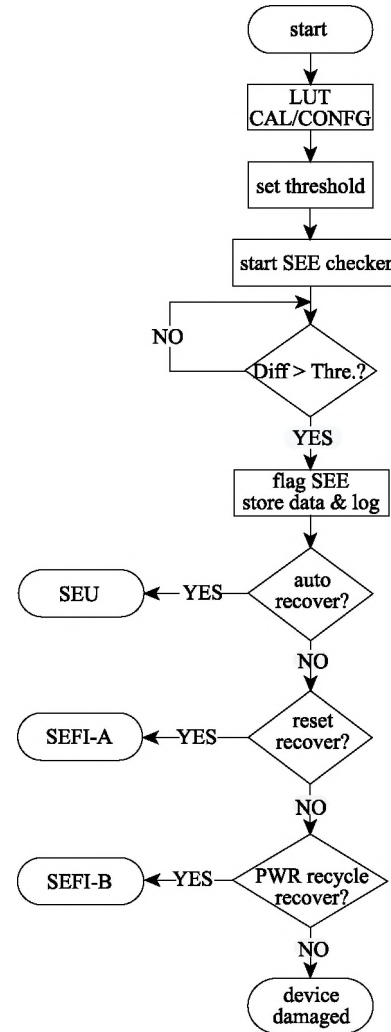 start
LUT
CAL/CONFG
set threshold
start SEE checker
NO
Diff > Thre.?
YES
flag SEE
store data & log
auto
recover?
YES
SEU
NO
reset
recover?
YES
SEFI-A
NO
PWR recycle
recover?
YES
SEFI-B
NO
device
damaged